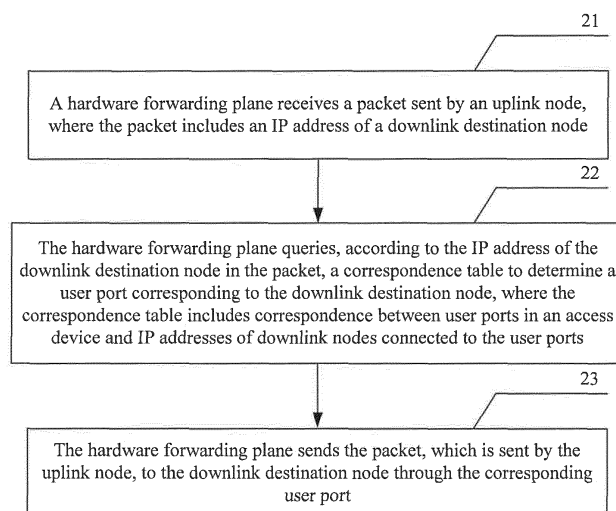 21
A hardware forwarding plane receives a packet sent by an uplink node,
where the packet includes an IP address of a downlink destination node
22
The hardware forwarding plane queries, according to the IP address of the
downlink destination node in the packet, a correspondence table to determine a
user port corresponding to the downlink destination node, where the
correspondence table includes correspondence between user ports in an access
device and IP addresses of downlink nodes connected to the user ports
23
The hardware forwarding plane sends the packet, which is sent by the
uplink node, to the downlink destination node through the corresponding
user port